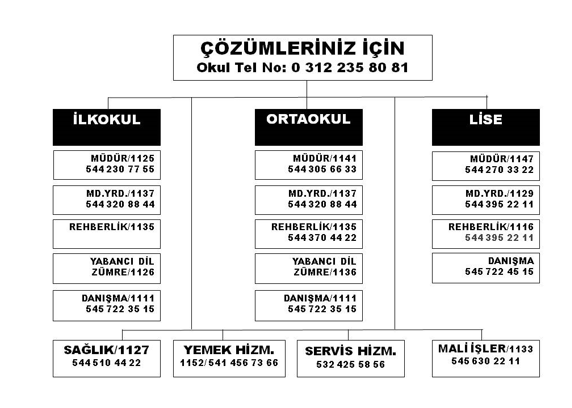 ÇÖZÜMLERİNİZ İÇİN
Okul Tel No: 0 312 235 80 81
İLKOKUL
MÜDÜR/1125
544 230 77 55
MD.YRD./1137
544 320 88 44
REHBERLİK/1135
YABANCI DİL
ZÜMRE/1126
DANIŞMA/1111
545 722 35 15
ORTAOKUL
MÜDÜR/1141
544 305 66 33
MD.YRD./1137
544 320 88 44
REHBERLİK/1135
544 370 44 22
YABANCI DİL
ZÜMRE/1136
DANIŞMA/1111
545 722 35 15
LİSE
MÜDÜR/1147
544 270 33 22
MD.YRD./1129
544 395 22 11
REHBERLİK/1116
544 395 22 11
DANIŞMA
545 722 45 15
SAĞLIK/1127
544 510 44 22
YEMEK HİZM.
1152/ 541 456 73 66
SERVİS HİZM.
532 425 58 56
MALİ İŞLER/1133
545 630 22 11